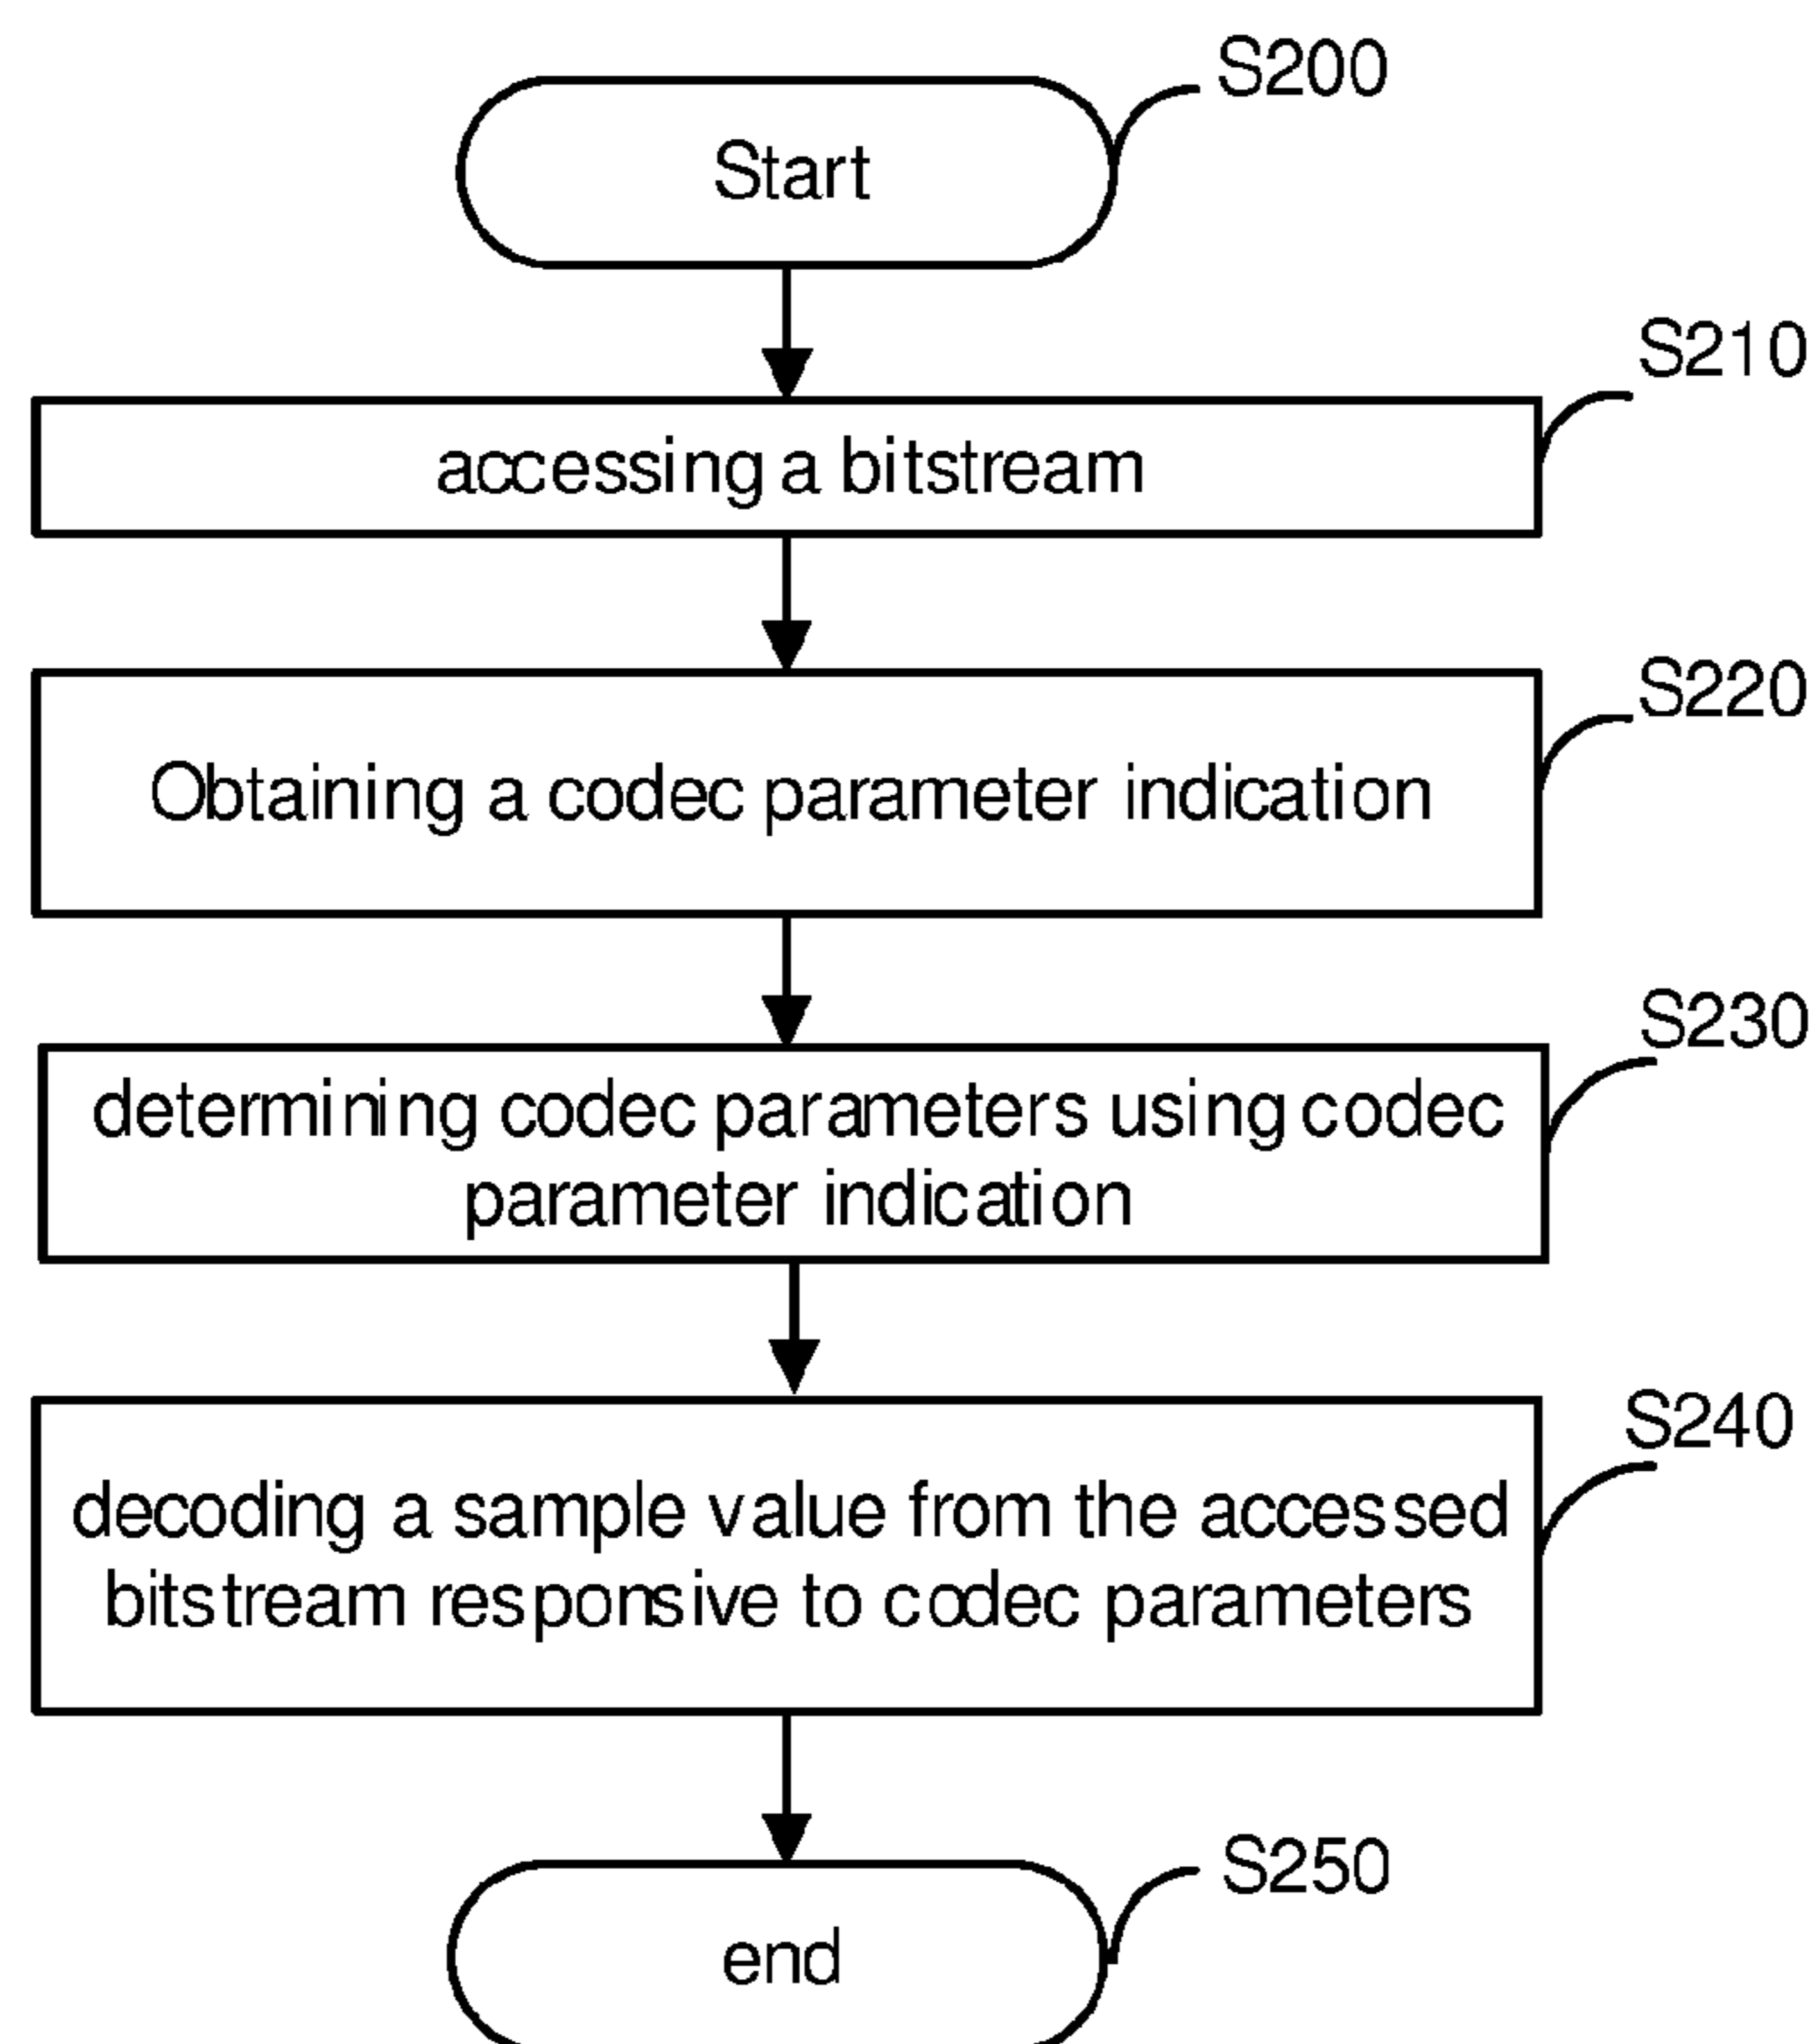 S200
Start
S210
accessing a bitstream
S220
Obtaining a codec parameter indication
S230
determining codec parameters using codec
parameter indication
S240
decoding a sample value from the accessed
bitstream responsive to codec parameters
S250
end